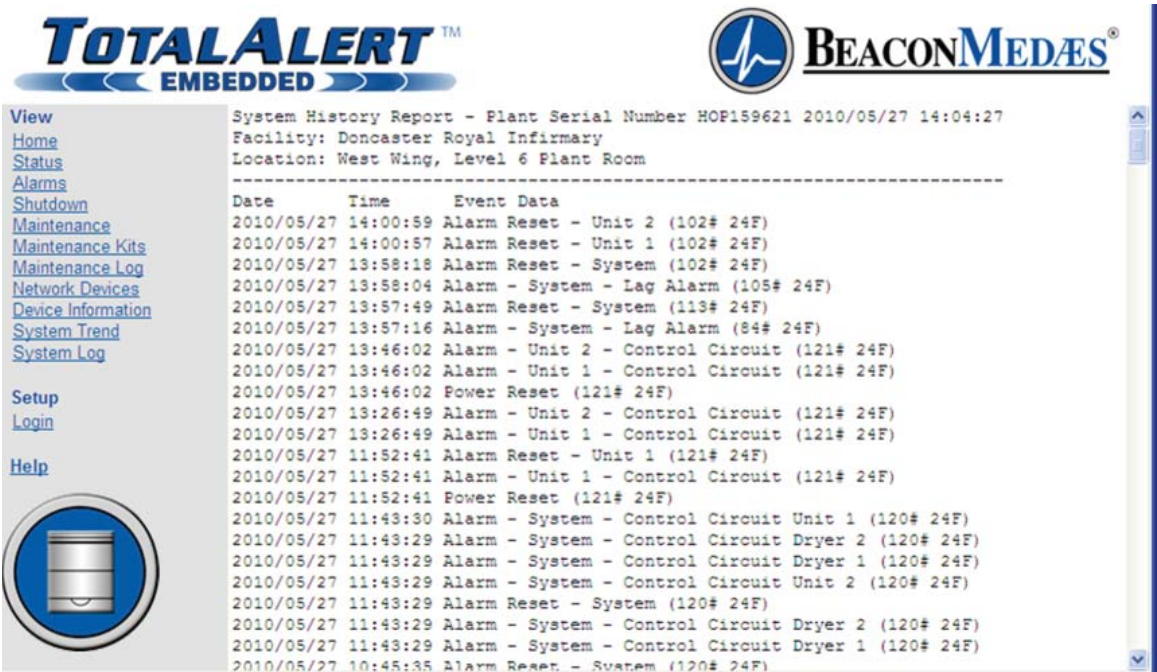 TOTALALERT™
EMBEDDED
BEACONMEDÆS®
View
Home
Status
Alarms
Shutdown
Maintenance
Maintenance Kits
Maintenance Log
Network Devices
Device Information
System Trend
System Log
Setup
Login
Help
System History Report - Plant Serial Number HOP159621 2010/05/27 14:04:27
Facility: Doncaster Royal Infirmary
Location: West Wing, Level 6 Plant Room
-------------------------------------------------------------------------
Date Time Event Data
2010/05/27 14:00:59 Alarm Reset - Unit 2 (102# 24F)
2010/05/27 14:00:57 Alarm Reset - Unit 1 (102# 24F)
2010/05/27 13:58:18 Alarm Reset - System (102# 24F)
2010/05/27 13:58:04 Alarm - System - Lag Alarm (105# 24F)
2010/05/27 13:57:49 Alarm Reset - System (113# 24F)
2010/05/27 13:57:16 Alarm - System - Lag Alarm (84# 24F)
2010/05/27 13:46:02 Alarm - Unit 2 - Control Circuit (121# 24F)
2010/05/27 13:46:02 Alarm - Unit 1 - Control Circuit (121# 24F)
2010/05/27 13:46:02 Power Reset (121# 24F)
2010/05/27 13:26:49 Alarm - Unit 2 - Control Circuit (121# 24F)
2010/05/27 13:26:49 Alarm - Unit 1 - Control Circuit (121# 24F)
2010/05/27 11:52:41 Alarm Reset - Unit 1 (121# 24F)
2010/05/27 11:52:41 Alarm - Unit 1 - Control Circuit (121# 24F)
2010/05/27 11:52:41 Power Reset (121# 24F)
2010/05/27 11:43:30 Alarm - System - Control Circuit Unit 1 (120# 24F)
2010/05/27 11:43:29 Alarm - System - Control Circuit Dryer 2 (120# 24F)
2010/05/27 11:43:29 Alarm - System - Control Circuit Dryer 1 (120# 24F)
2010/05/27 11:43:29 Alarm - System - Control Circuit Unit 2 (120# 24F)
2010/05/27 11:43:29 Alarm Reset - System (120# 24F)
2010/05/27 11:43:29 Alarm - System - Control Circuit Dryer 2 (120# 24F)
2010/05/27 11:43:29 Alarm - System - Control Circuit Dryer 1 (120# 24F)
2010/05/27 10:45:35 Alarm Reset - System (120# 24F)